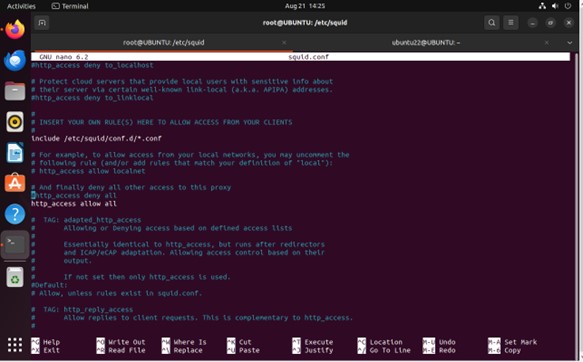 Activities
Terminal
Aug 21 14:25
root@UBUNTU: /etc/squid
root@UBUNTU: /etc/squid
ubuntu22@UBUNTU: ~
GNU nano 6.2
squid.conf
#http_access deny to_localhost
# Protect cloud servers that provide local users with sensitive info about
# their server via certain well-known link-local (a.k.a. APIPA) addresses.
#http_access deny to_linklocal
#
# INSERT YOUR OWN RULE(S) HERE TO ALLOW ACCESS FROM YOUR CLIENTS
#
include /etc/squid/conf.d/*.conf
# For example, to allow access from your local networks, you may uncomment the
# following rule (and/or add rules that match your definition of "local"):
# http_access allow localnet
# And finally deny all other access to this proxy
#http_access deny all
http_access allow all
# TAG: adapted_http_access
# Allowing or Denying access based on defined access lists
#
# Essentially identical to http_access, but runs after redirectors
# and ICAP/eCAP adaptation. Allowing access control based on their
# output.
#
# If not set then only http_access is used.
#Default:
# Allow, unless rules exist in squid.conf.
#
# TAG: http_reply_access
# Allow replies to client requests. This is complementary to http_access.
#
^G Help ^O Write Out ^W Where Is ^K Cut ^T Execute ^C Location M-U Undo M-A Set Mark
^X Exit ^R Read File ^\ Replace ^U Paste ^J Justify ^/ Go To Line M-E Redo M-6 Copy